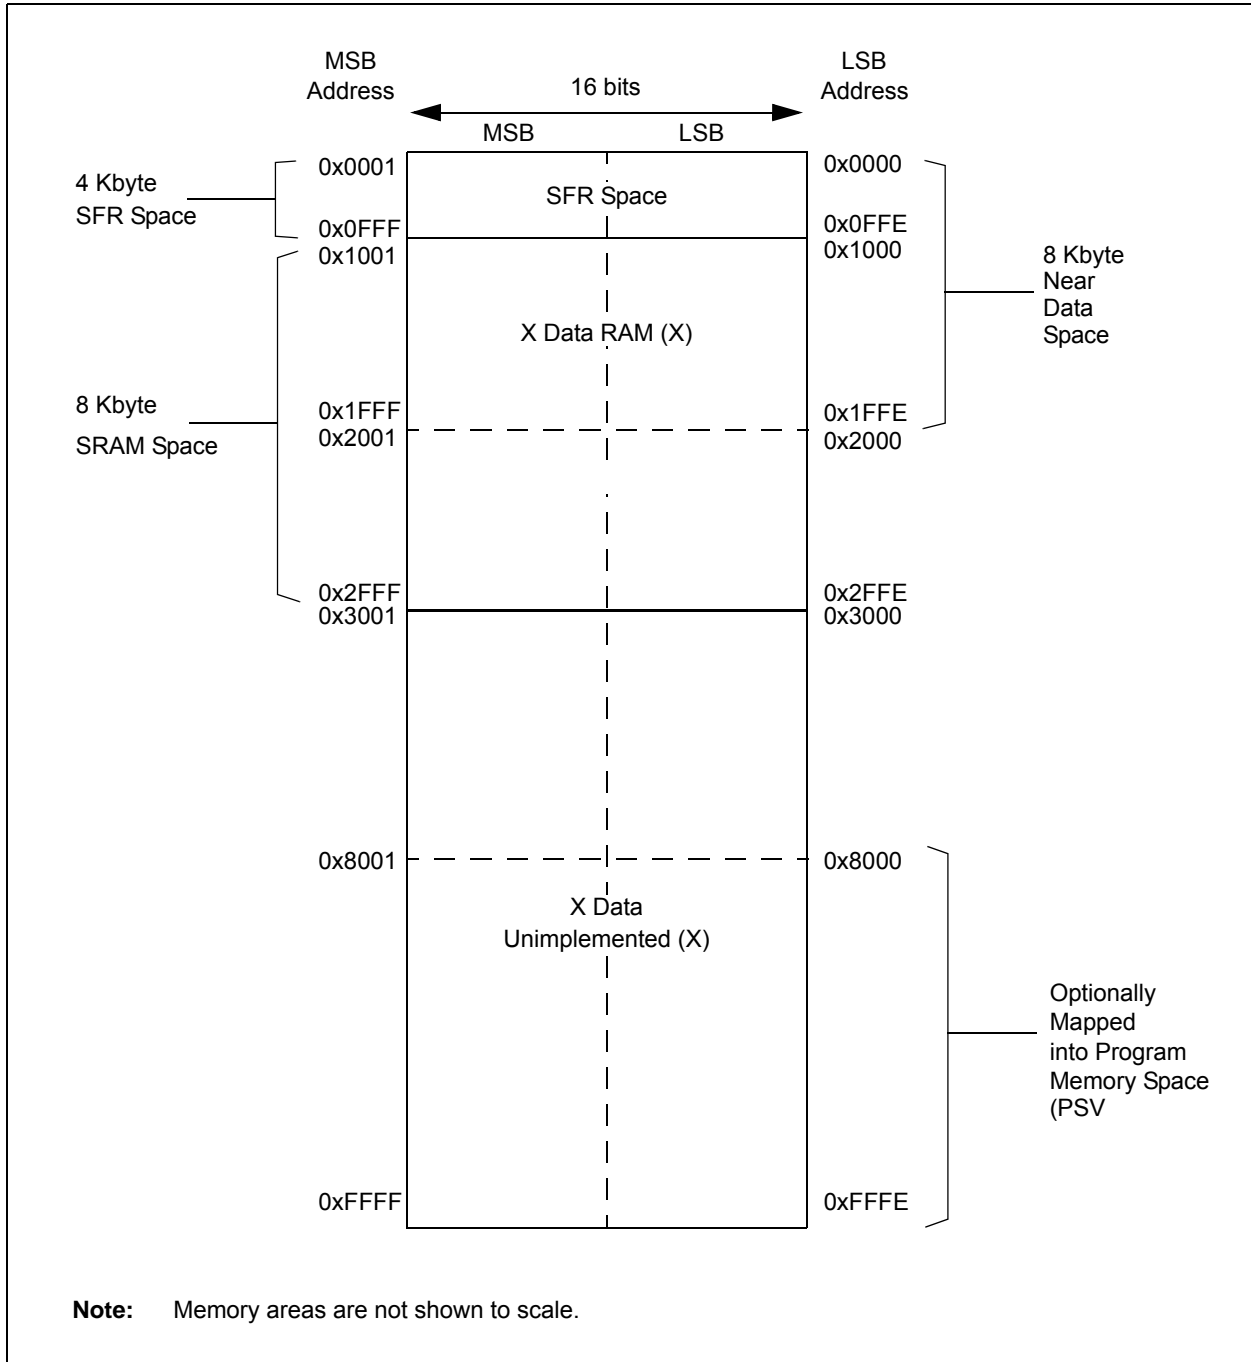 MSB
Address
LSB
Address
16 bits
MSB
LSB
0x0001
0x0000
4 Kbyte
SFR Space
SFR Space
0x0FFF
0x0FFE
0x1001
0x1000
8 Kbyte
Near
Data
Space
X Data RAM (X)
8 Kbyte
SRAM Space
0x1FFF
0x1FFE
0x2001
0x2000
0x2FFF
0x2FFE
0x3001
0x3000
0x8001
0x8000
X Data
Unimplemented (X)
Optionally
Mapped
into Program
Memory Space
(PSV
0xFFFF
0xFFFE
Note: Memory areas are not shown to scale.